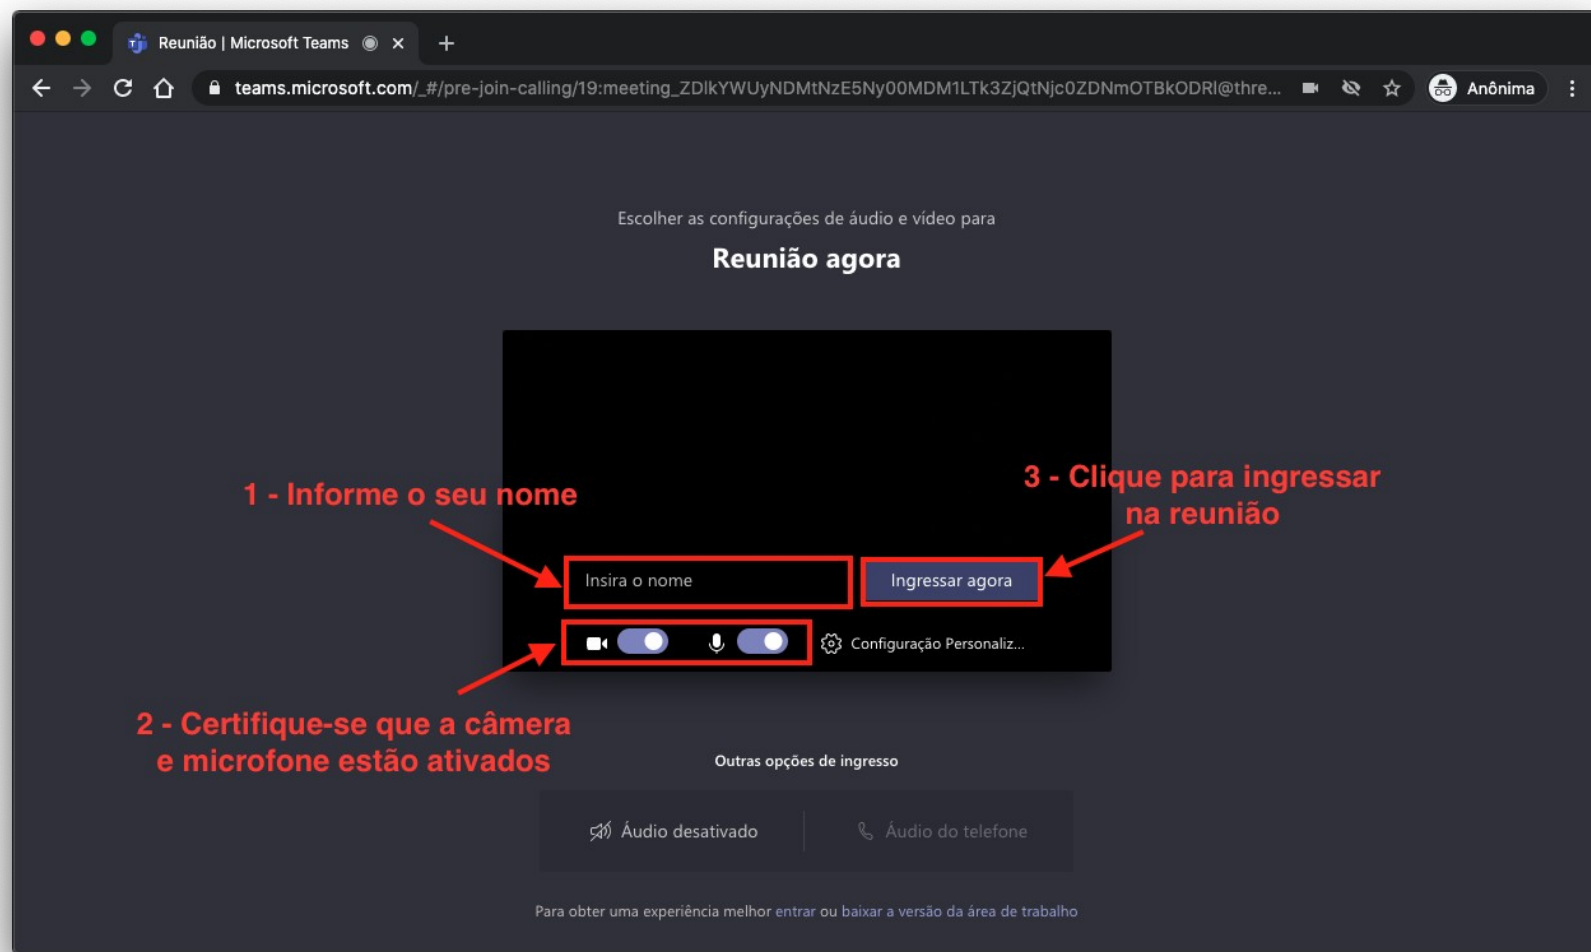 Reunião | Microsoft Teams
teams.microsoft.com/_#/pre-join-calling/19:meeting_ZDlkYWUyNDMtNzE5Ny00MDM1LTk3ZjQtNjc0ZDNmOTBkODRl@thre...
Anônima
Escolher as configurações de áudio e vídeo para
Reunião agora
1 - Informe o seu nome
3 - Clique para ingressar
na reunião
Insira o nome
Ingressar agora
Configuração Personaliz...
2 - Certifique-se que a câmera
e microfone estão ativados
Outras opções de ingresso
Áudio desativado
Áudio do telefone
Para obter uma experiência melhor entrar ou baixar a versão da área de trabalho